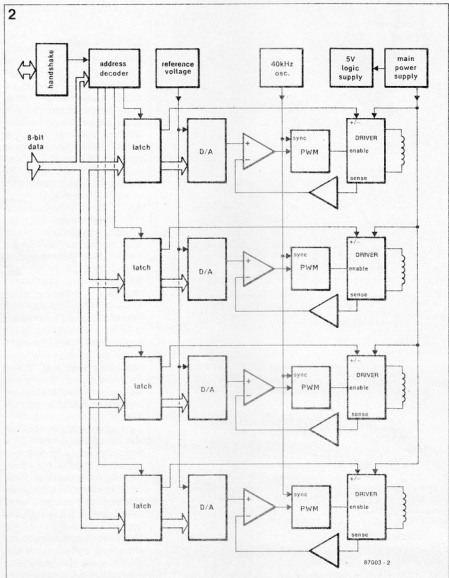 2
handshake
address
decoder
reference
voltage
40kHz
osc.
5V
logic
supply
main
power
supply
8-bit
data
latch
D/A
+
−
sync
PWM
+/−
DRIVER
enable
sense
latch
D/A
+
−
sync
PWM
+/−
DRIVER
enable
sense
latch
D/A
+
−
sync
PWM
+/−
DRIVER
enable
sense
latch
D/A
+
−
sync
PWM
+/−
DRIVER
enable
sense
87003 - 2